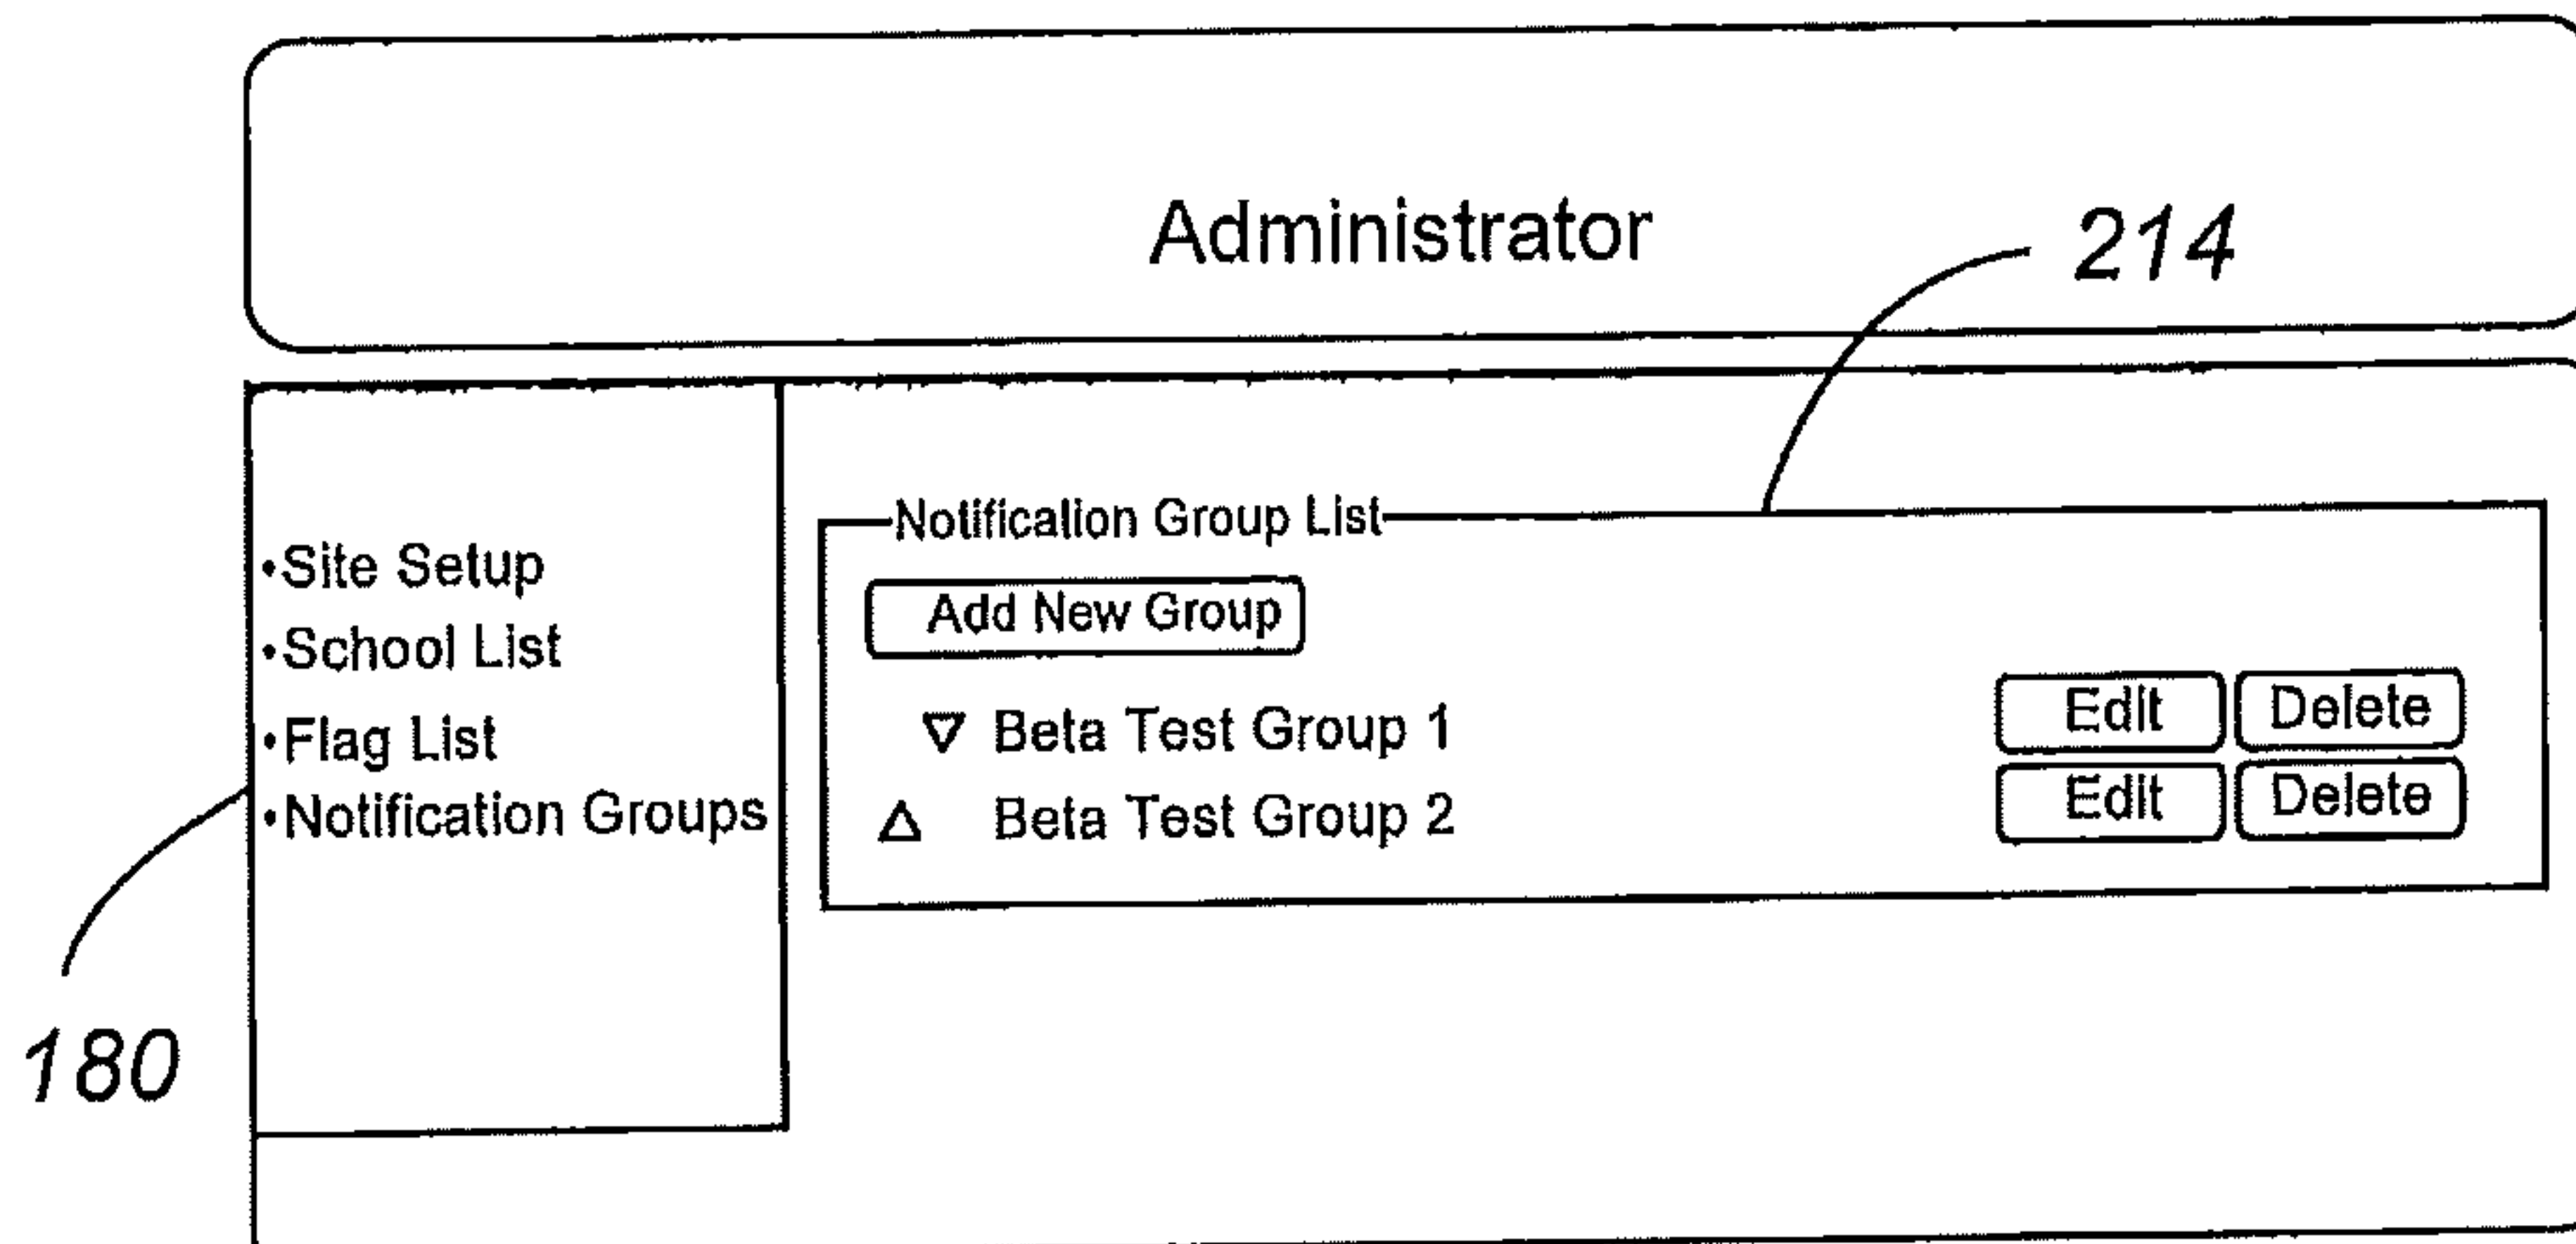 Administrator
214
•Site Setup
•School List
•Flag List
•Notification Groups
180
Notification Group List
Add New Group
▽ Beta Test Group 1 Edit Delete
△ Beta Test Group 2 Edit Delete